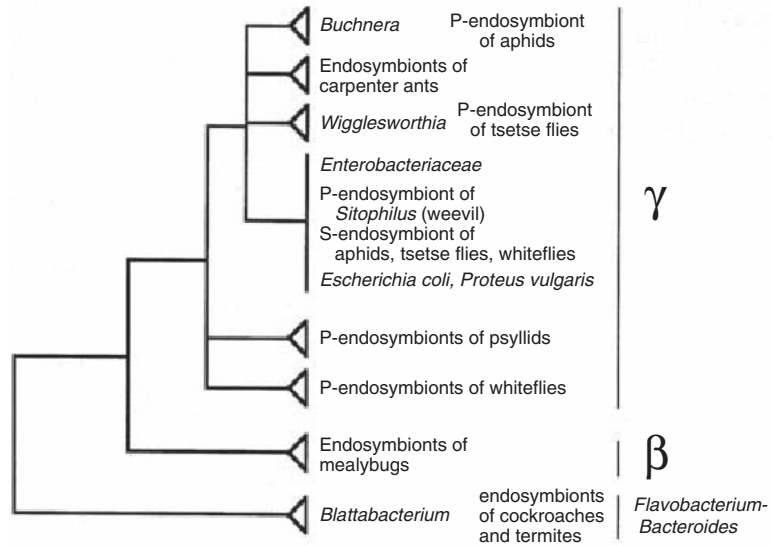 Buchnera P-endosymbiont
of aphids
Endosymbionts of
carpenter ants
Wigglesworthia P-endosymbiont
of tsetse flies
Enterobacteriaceae
P-endosymbiont of
Sitophilus (weevil)
S-endosymbiont of
aphids, tsetse flies, whiteflies
Escherichia coli, Proteus vulgaris
γ
P-endosymbionts of psyllids
P-endosymbionts of whiteflies
Endosymbionts of
mealybugs
β
Blattabacterium endosymbionts
of cockroaches
and termites
Flavobacterium-
Bacteroides